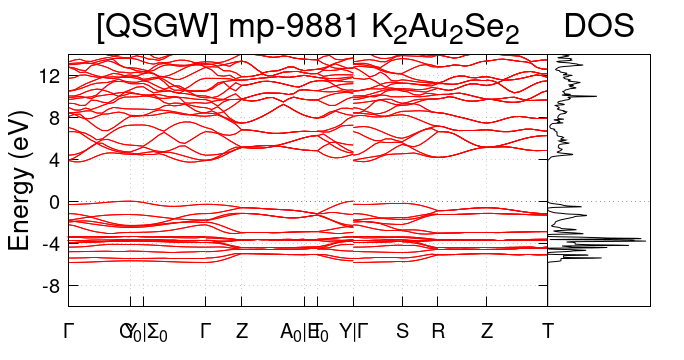 [QSGW] mp-9881 K₂Au₂Se₂ DOS
Energy (eV)
12
8
4
0
-4
-8
Γ Y₀|Σ₀ Γ Z A₀|E₀ Y|Γ S R Z T